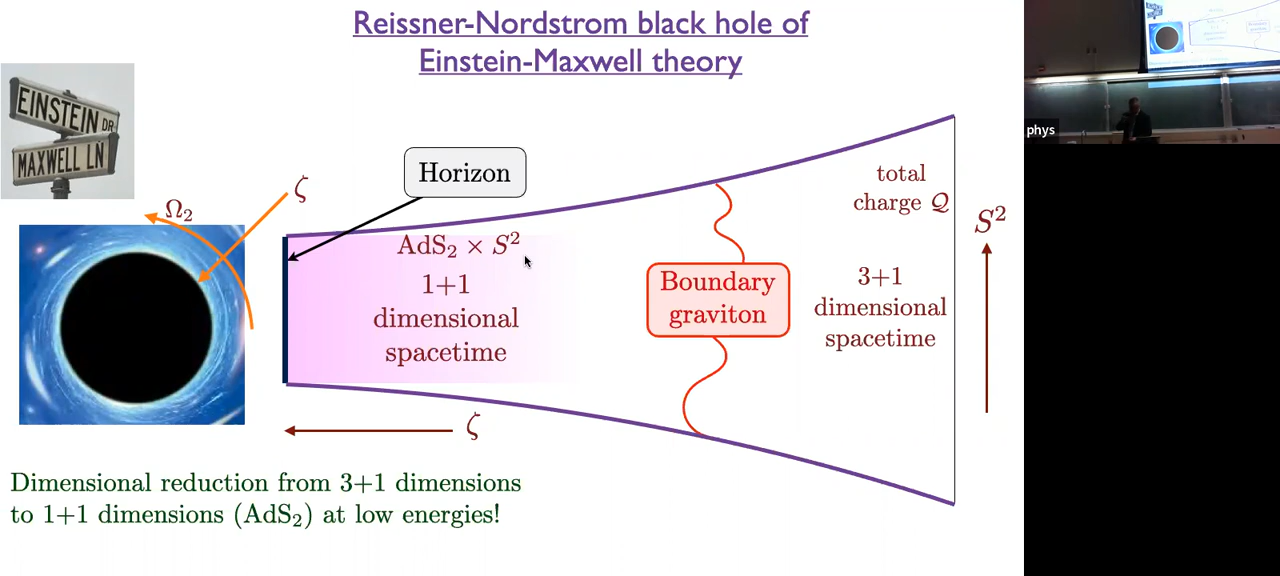 Reissner-Nordstrom black hole of
Einstein-Maxwell theory
EINSTEIN DR
MAXWELL LN
Horizon
ζ
Ω₂
AdS₂ × S²
1+1
dimensional
spacetime
Boundary
graviton
total
charge 𝒬
3+1
dimensional
spacetime
S²
ζ
Dimensional reduction from 3+1 dimensions
to 1+1 dimensions (AdS₂) at low energies!
phys